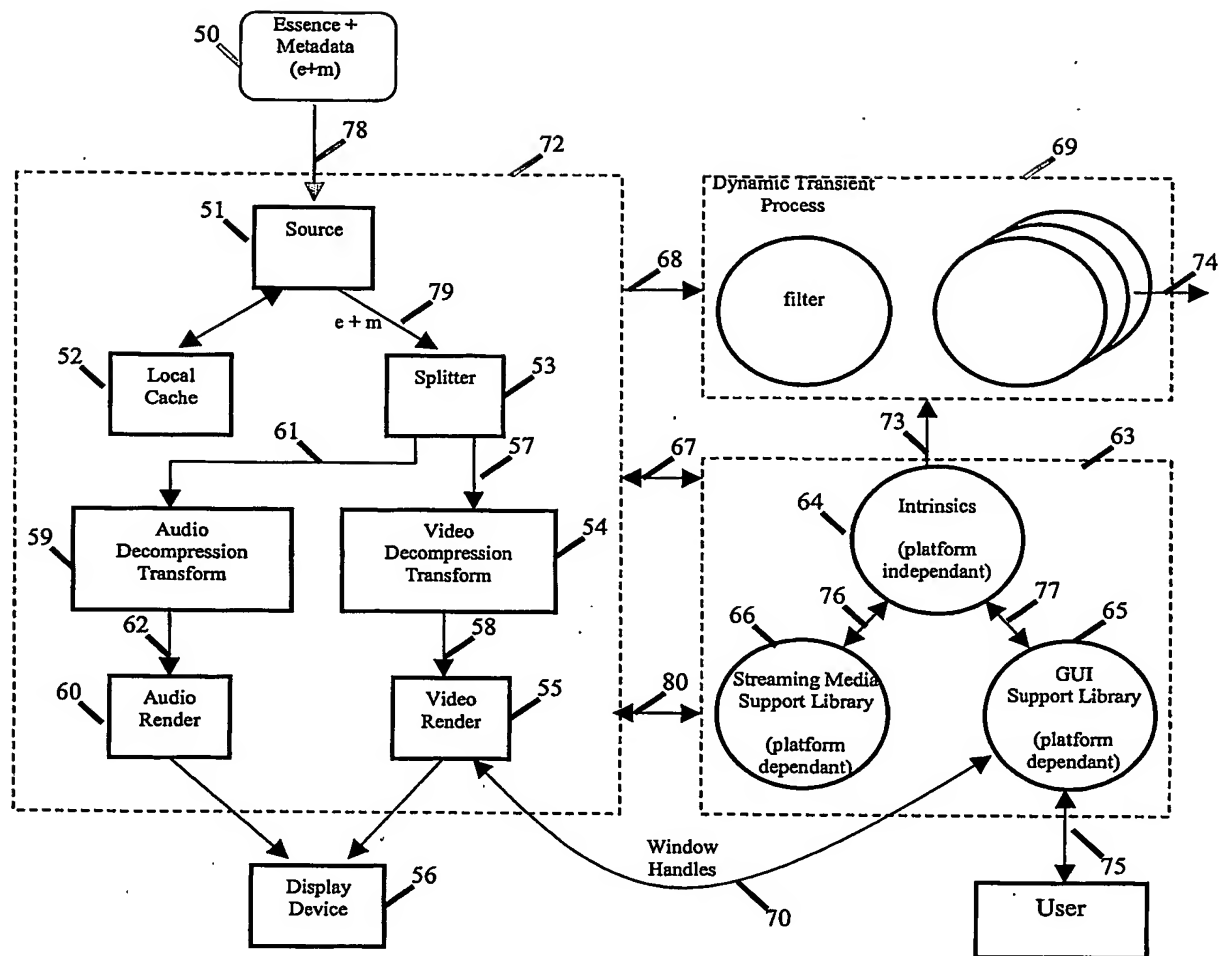 50
Essence +
Metadata
(e+m)
78
72
69
Dynamic Transient
Process
51
Source
68
filter
74
79
e + m
52
Local
Cache
Splitter
53
61
57
67
73
63
59
Audio
Decompression
Transform
Video
Decompression
Transform
54
64
Intrinsics
(platform
independant)
62
58
76
77
66
65
60
Audio
Render
Video
Render
55
80
Streaming Media
Support Library
(platform
dependant)
GUI
Support Library
(platform
dependant)
Window
Handles
70
75
Display
Device
56
User